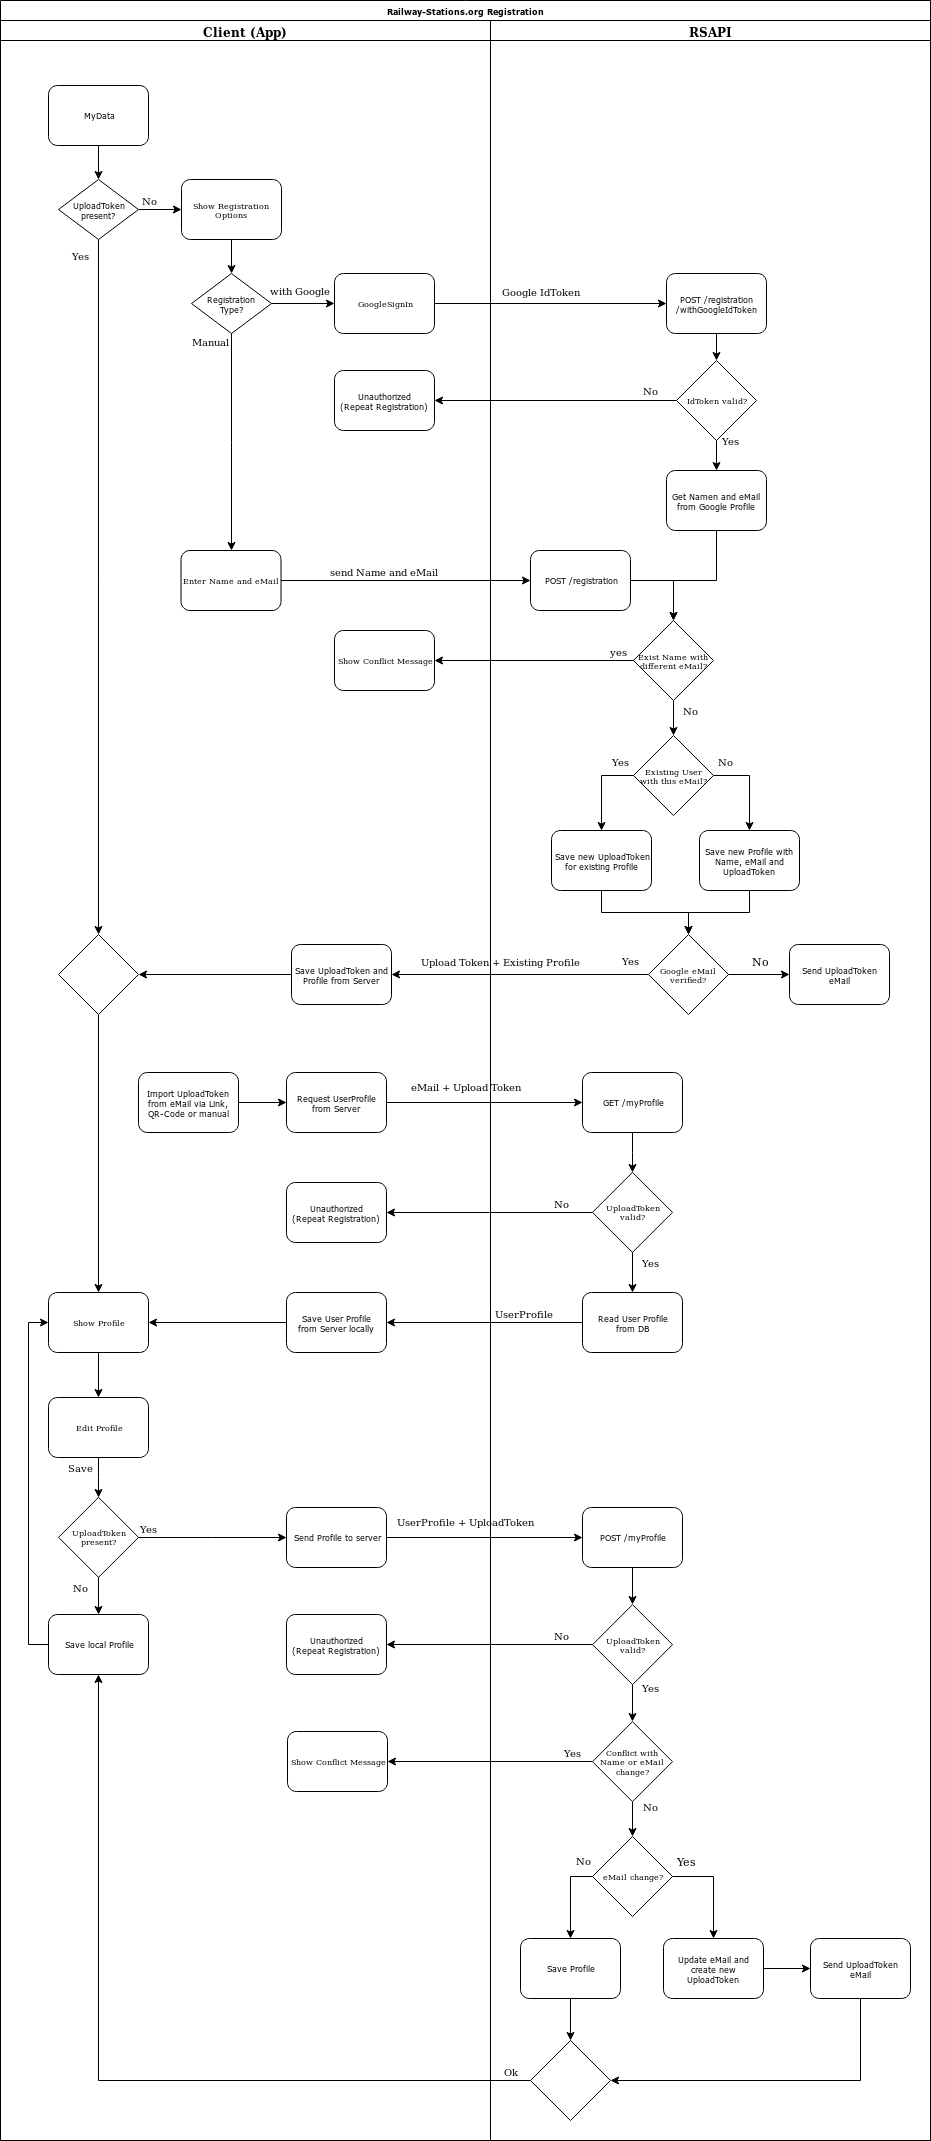 Railway-Stations.org Registration
Client (App)
RSAPI
MyData
UploadToken
present?
No
Show Registration
Options
Yes
Registration
Type?
with Google
GoogleSignIn
Google IdToken
POST /registration
/withGoogleIdToken
Manual
Unauthorized
(Repeat Registration)
No
IdToken valid?
Yes
Get Namen and eMail
from Google Profile
Enter Name and eMail
send Name and eMail
POST /registration
Show Conflict Message
yes
Exist Name with
different eMail?
No
Yes
Existing User
with this eMail?
No
Save new UploadToken
for existing Profile
Save new Profile with
Name, eMail and
UploadToken
Save UploadToken and
Profile from Server
Upload Token + Existing Profile
Yes
Google eMail
verified?
No
Send UploadToken
eMail
Import UploadToken
from eMail via Link,
QR-Code or manual
Request UserProfile
from Server
eMail + Upload Token
GET /myProfile
Unauthorized
(Repeat Registration)
No
UploadToken
valid?
Yes
Show Profile
Save User Profile
from Server locally
UserProfile
Read User Profile
from DB
Edit Profile
Save
UploadToken
present?
Yes
Send Profile to server
UserProfile + UploadToken
POST /myProfile
No
Save local Profile
Unauthorized
(Repeat Registration)
No
UploadToken
valid?
Yes
Show Conflict Message
Yes
Conflict with
Name or eMail
change?
No
No
eMail change?
Yes
Save Profile
Update eMail and
create new
UploadToken
Send UploadToken
eMail
Ok